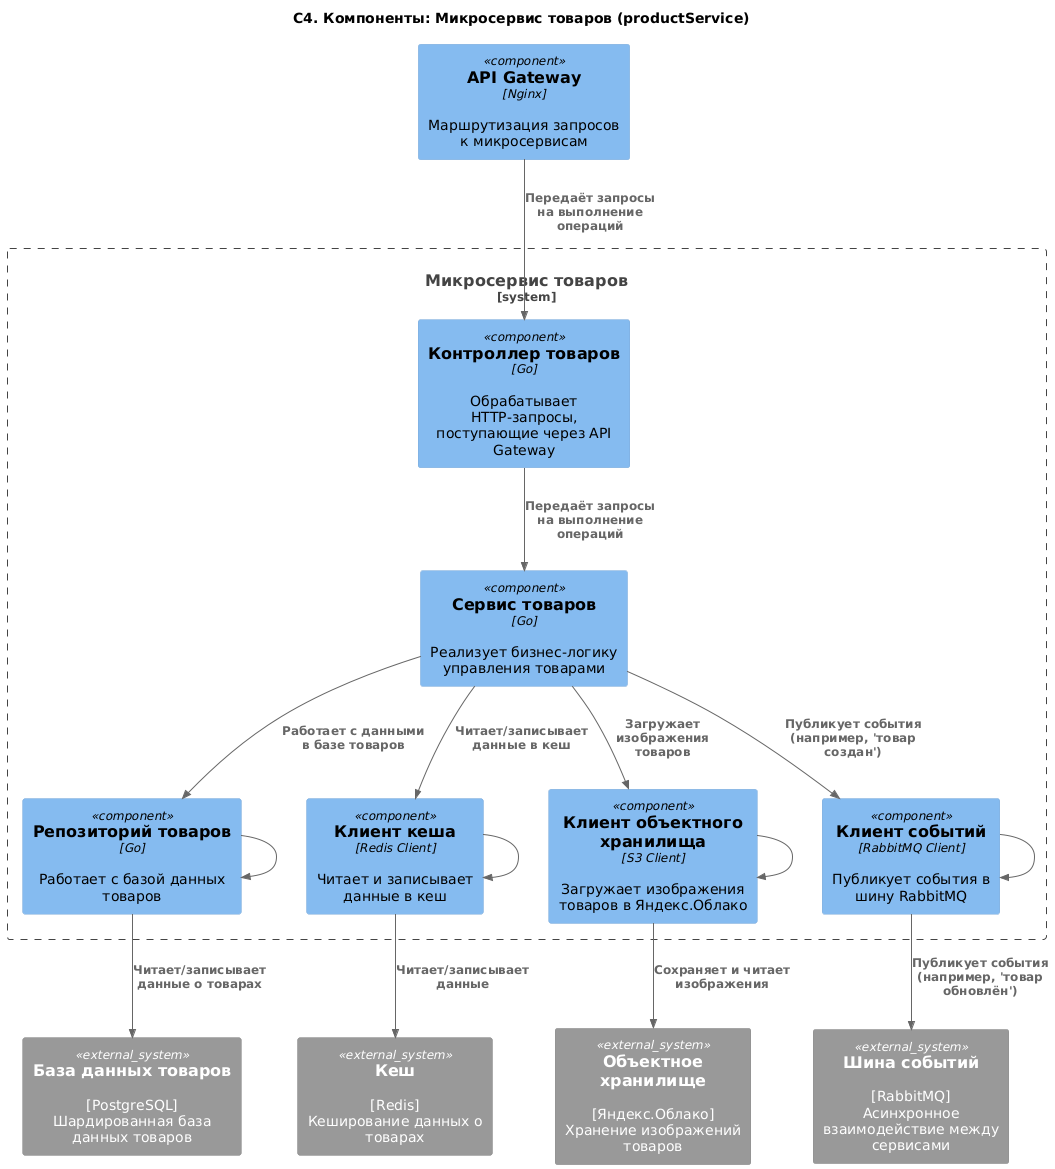 C4. Компоненты: Микросервис товаров (productService)
«component»
API Gateway
[Nginx]
Маршрутизация запросов
к микросервисам
Передаёт запросы
на выполнение
операций
Микросервис товаров
[system]
«component»
Контроллер товаров
[Go]
Обрабатывает
HTTP-запросы,
поступающие через API
Gateway
Передаёт запросы
на выполнение
операций
«component»
Сервис товаров
[Go]
Реализует бизнес-логику
управления товарами
Работает с данными
в базе товаров
Читает/записывает
данные в кеш
Загружает
изображения
товаров
Публикует события
(например, 'товар
создан')
«component»
Репозиторий товаров
[Go]
Работает с базой данных
товаров
«component»
Клиент кеша
[Redis Client]
Читает и записывает
данные в кеш
«component»
Клиент объектного
хранилища
[S3 Client]
Загружает изображения
товаров в Яндекс.Облако
«component»
Клиент событий
[RabbitMQ Client]
Публикует события в
шину RabbitMQ
Читает/записывает
данные о товарах
Читает/записывает
данные
Сохраняет и читает
изображения
Публикует события
(например, 'товар
обновлён')
«external_system»
База данных товаров
[PostgreSQL]
Шардированная база
данных товаров
«external_system»
Кеш
[Redis]
Кеширование данных о
товарах
«external_system»
Объектное
хранилище
[Яндекс.Облако]
Хранение изображений
товаров
«external_system»
Шина событий
[RabbitMQ]
Асинхронное
взаимодействие между
сервисами